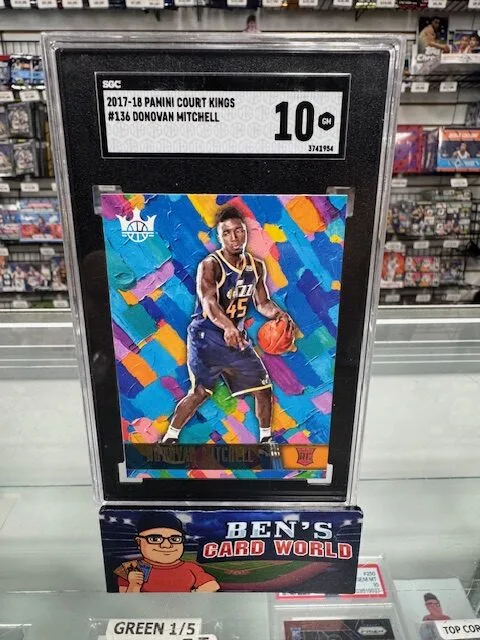 SGC
2017-18 PANINI COURT KINGS
#136 DONOVAN MITCHELL
10 GM
3741954
JAZZ
45
DONOVAN MITCHELL
BEN'S
CARD WORLD
GREEN 1/5
TOP